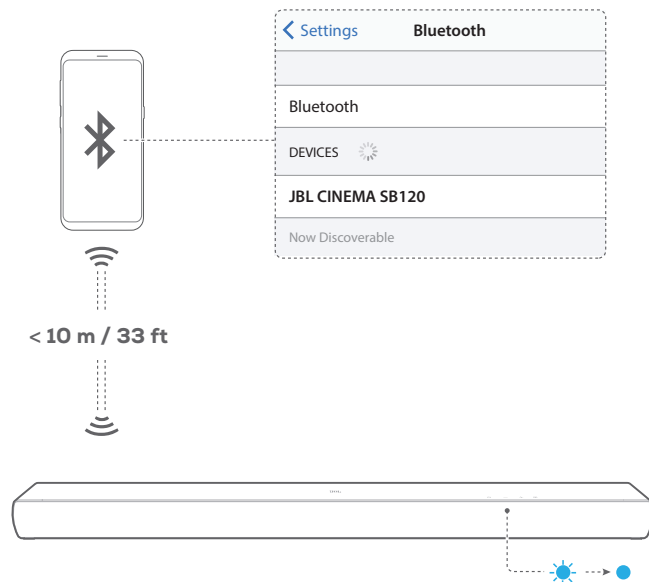 Settings Bluetooth
Bluetooth
DEVICES
JBL CINEMA SB120
Now Discoverable
< 10 m / 33 ft